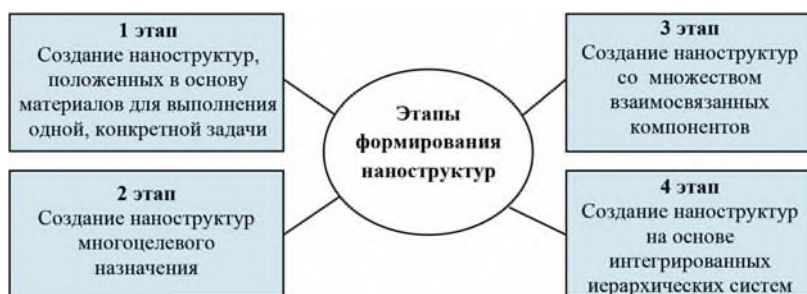 1 этап
Создание наноструктур,
положенных в основу
материалов для выполнения
одной, конкретной задачи
2 этап
Создание наноструктур
многоцелевого
назначения
Этапы
формирования
наноструктур
3 этап
Создание наноструктур
со множеством
взаимосвязанных
компонентов
4 этап
Создание наноструктур
на основе
интегрированных
иерархических систем